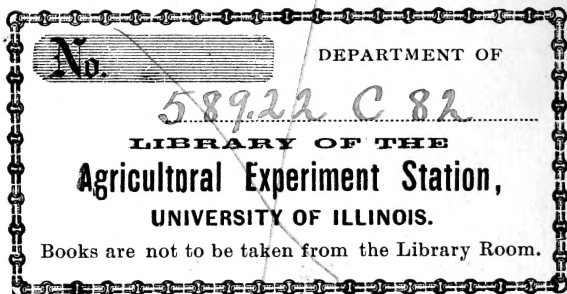 No.
DEPARTMENT OF
589.22 C 82
LIBRARY OF THE
Agricultnral Experiment Station,
UNIVERSITY OF ILLINOIS.
Books are not to be taken from the Library Room.